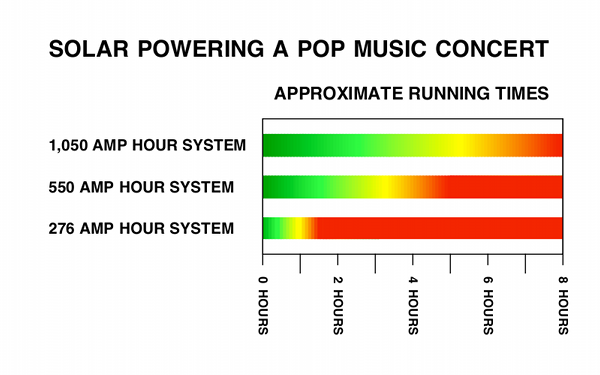 SOLAR POWERING A POP MUSIC CONCERT
APPROXIMATE RUNNING TIMES
1,050 AMP HOUR SYSTEM
550 AMP HOUR SYSTEM
276 AMP HOUR SYSTEM
0 HOURS
2 HOURS
4 HOURS
6 HOURS
8 HOURS